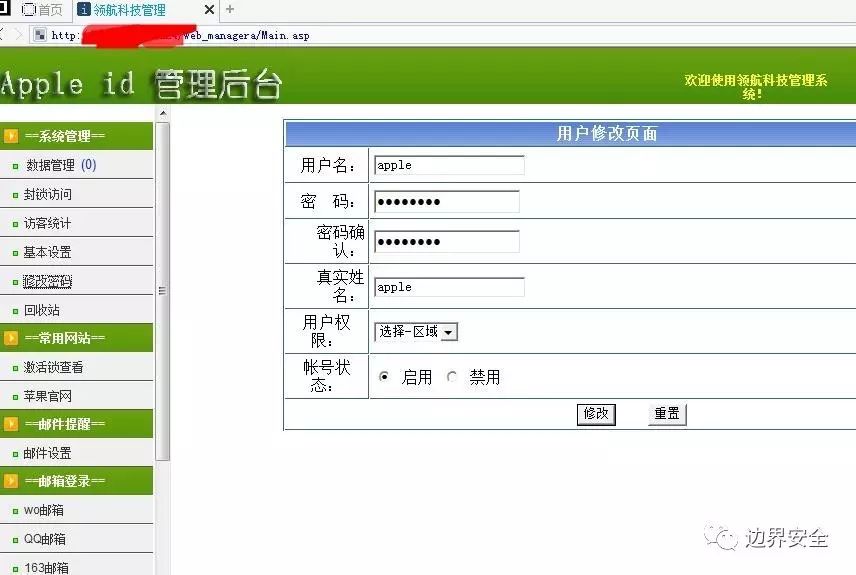 首页
领航科技管理
http:
web_managera/Main.asp
Apple id 管理后台
欢迎使用领航科技管理系
统!
==系统管理==
数据管理 (0)
封锁访问
访客统计
基本设置
修改密码
回收站
==常用网站==
激活锁查看
苹果官网
==邮件提醒==
邮件设置
==邮箱登录==
wo邮箱
QQ邮箱
163邮箱
用户修改页面
用户名: apple
密 码: ••••••••
密码确
认: ••••••••
真实姓
名: apple
用户权
限: 选择-区域
帐号状
态: 启用 禁用
修改 重置
边界安全